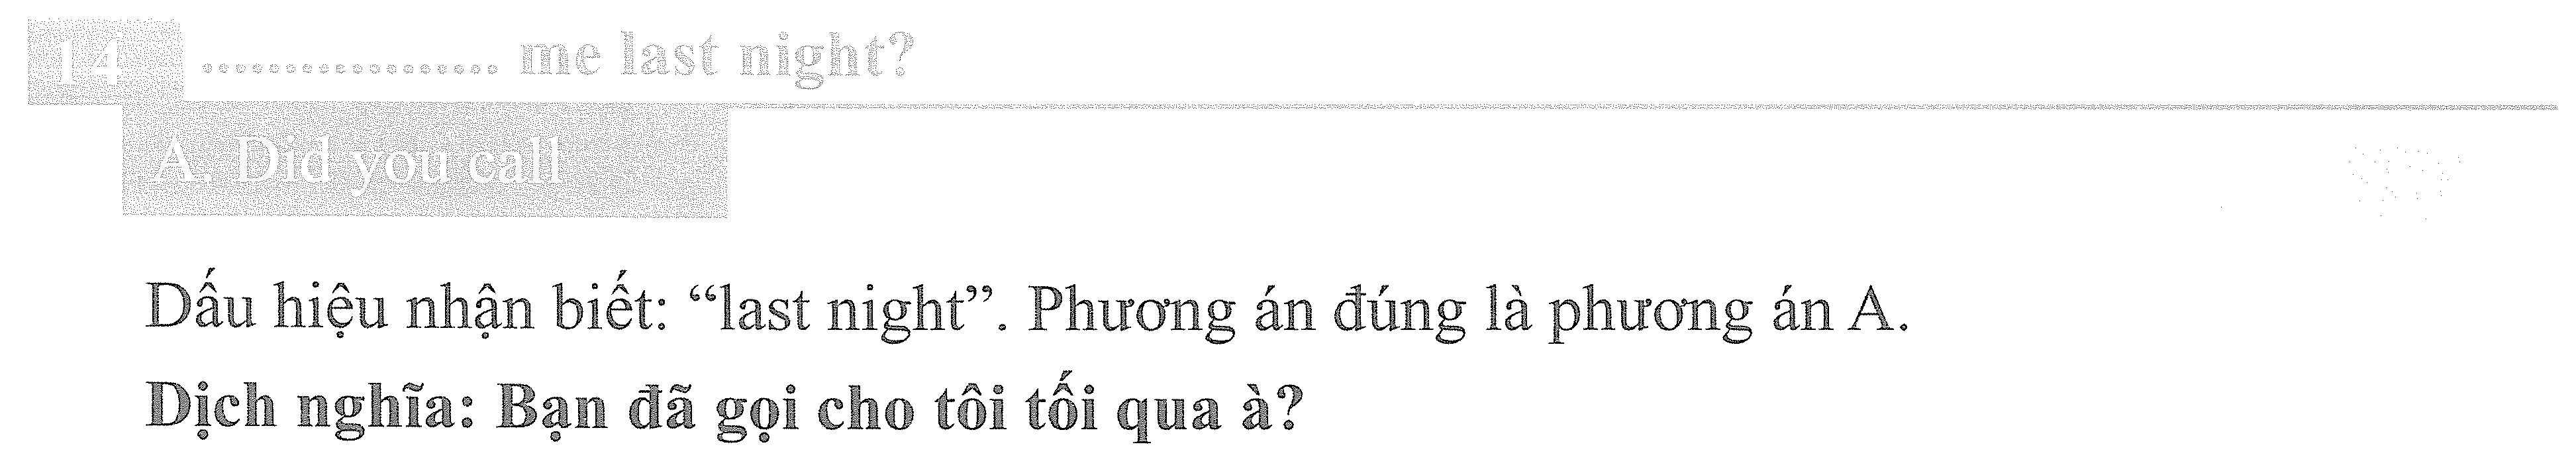 14 .................. me last night?
A. Did you call
Dấu hiệu nhận biết: “last night”. Phương án đúng là phương án A.
Dịch nghĩa: Bạn đã gọi cho tôi tối qua à?